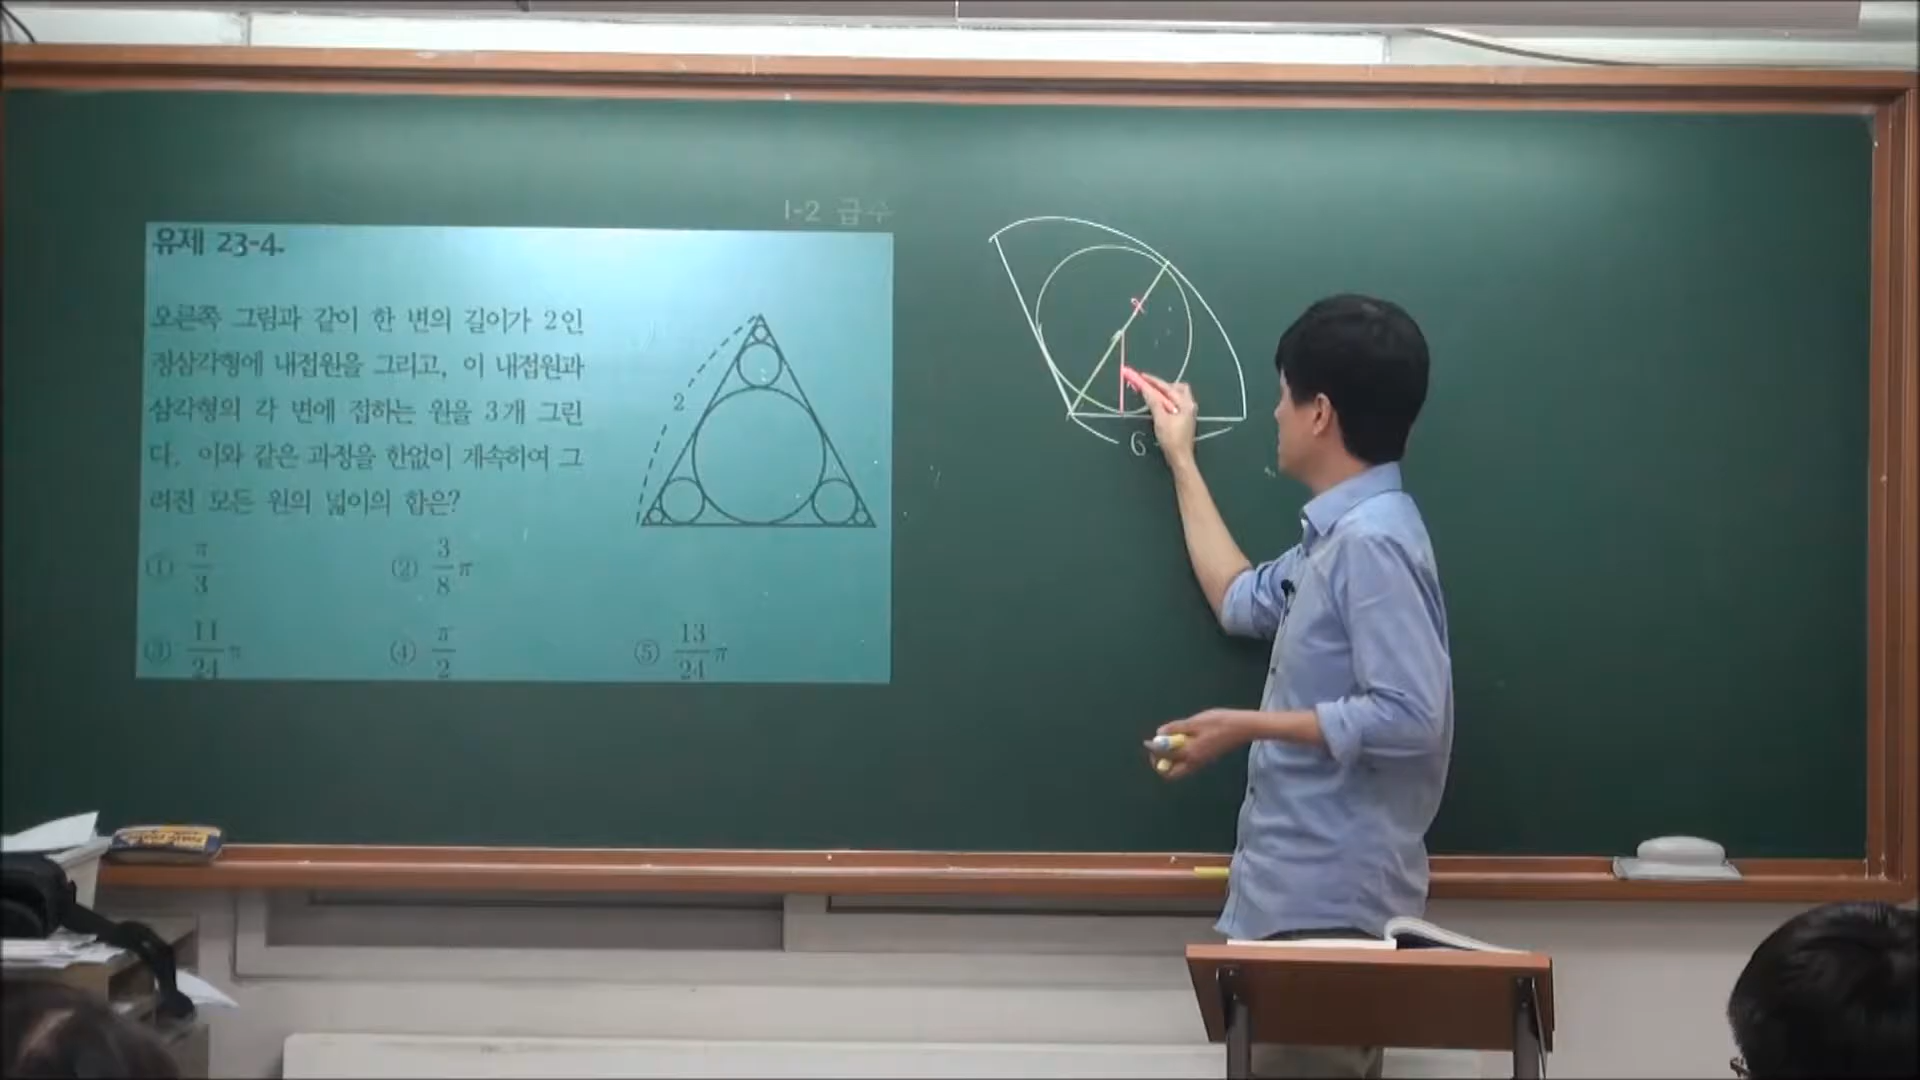 1-2 급수
유제 23-4.
오른쪽 그림과 같이 한 변의 길이가 2인
정삼각형에 내접원을 그리고, 이 내접원과
삼각형의 각 변에 접하는 원을 3개 그린
다. 이와 같은 과정을 한없이 계속하여 그
려진 모든 원의 넓이의 합은?
2
① π/3 ② 3/8 π
③ 11/24 π ④ π/2 ⑤ 13/24 π
r
6